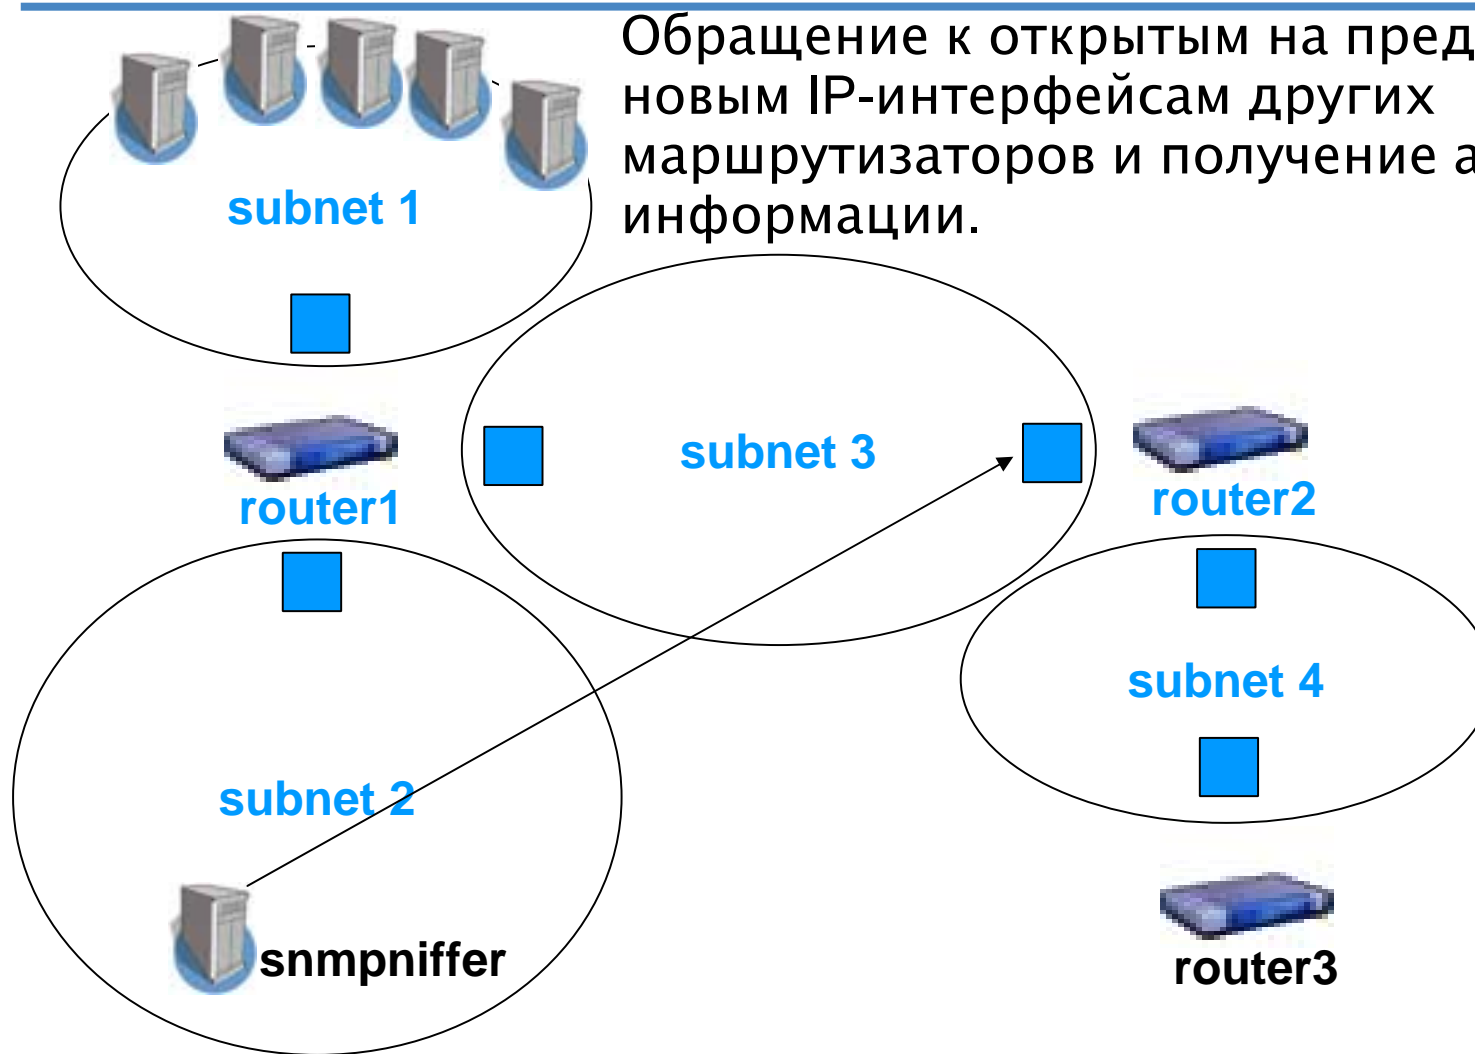 Обращение к открытым на пред
новым IP-интерфейсам других
маршрутизаторов и получение а
информации.
subnet 1
subnet 3
router1
router2
subnet 4
subnet 2
snmpniffer
router3